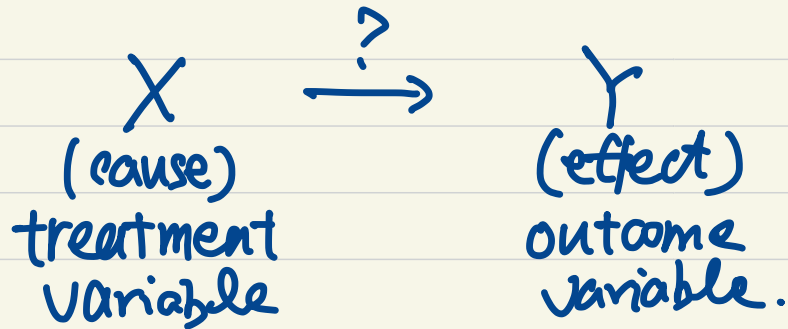 ?
X → Y
(cause) (effect)
treatment outcome
variable variable.